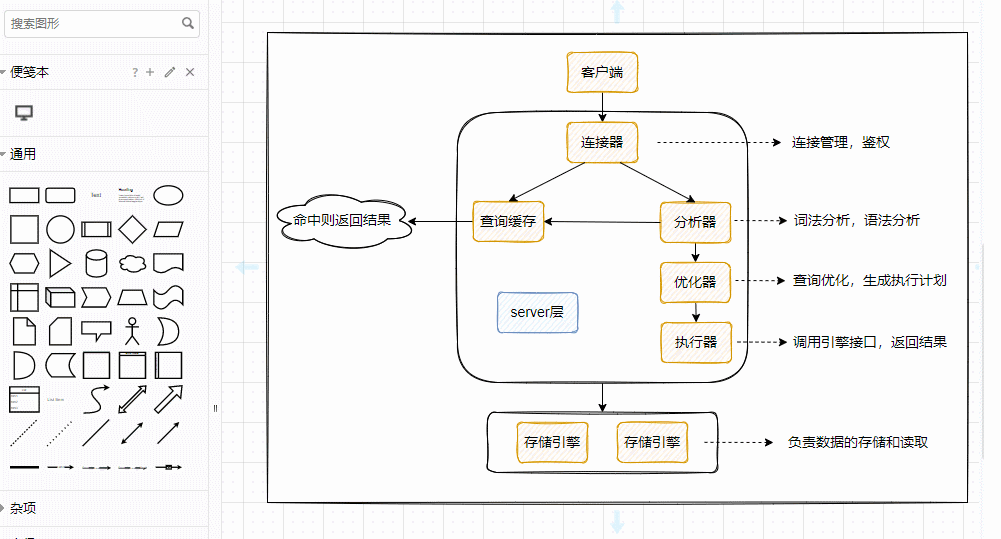 搜索图形
便笺本
? + ×
通用
Text
Heading
List Item
杂项
客户端
连接器
连接管理，鉴权
命中则返回结果
查询缓存
分析器
词法分析，语法分析
优化器
查询优化，生成执行计划
server层
执行器
调用引擎接口，返回结果
存储引擎
存储引擎
负责数据的存储和读取